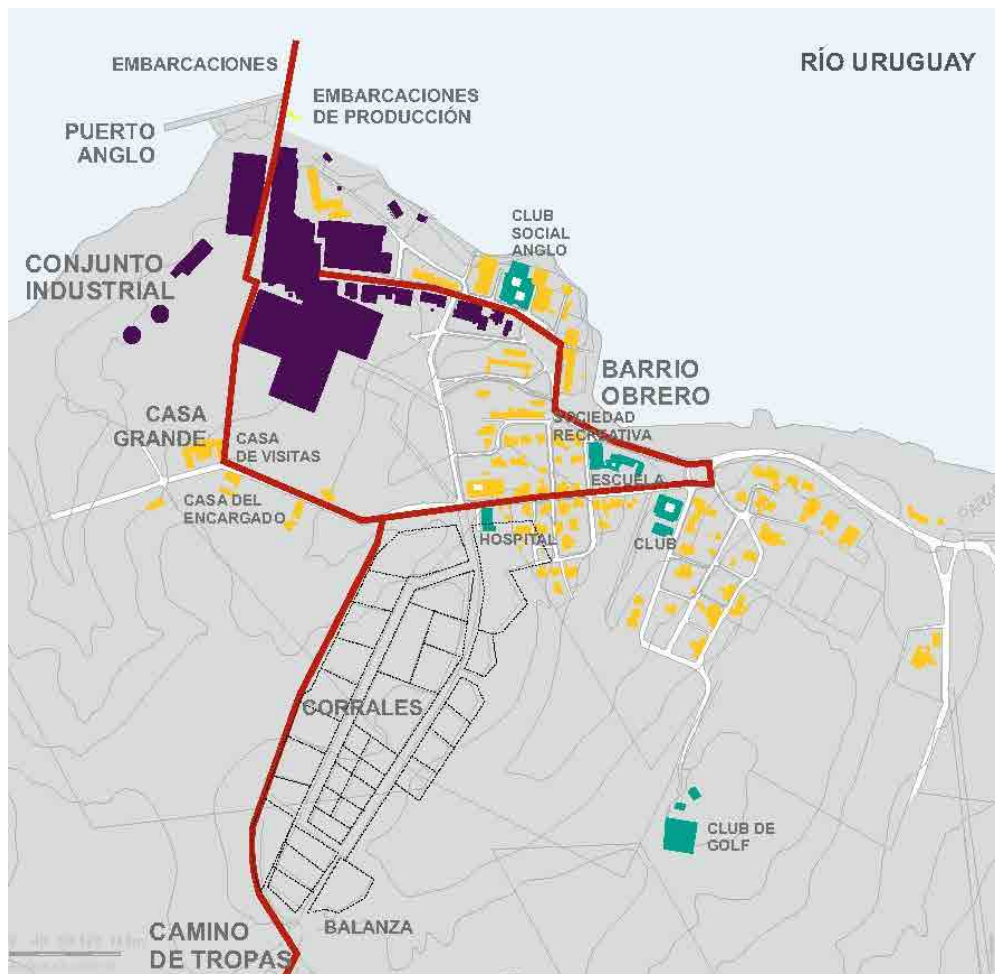 RÍO URUGUAY
EMBARCACIONES
EMBARCACIONES
DE PRODUCCIÓN
PUERTO
ANGLO
CLUB
SOCIAL
ANGLO
CONJUNTO
INDUSTRIAL
BARRIO
OBRERO
CASA
GRANDE
CASA
DE VISITAS
SOCIEDAD
RECREATIVA
ESCUELA
CASA DEL
ENCARGADO
HOSPITAL
CLUB
CORRALES
CLUB DE
GOLF
BALANZA
CAMINO
DE TROPAS